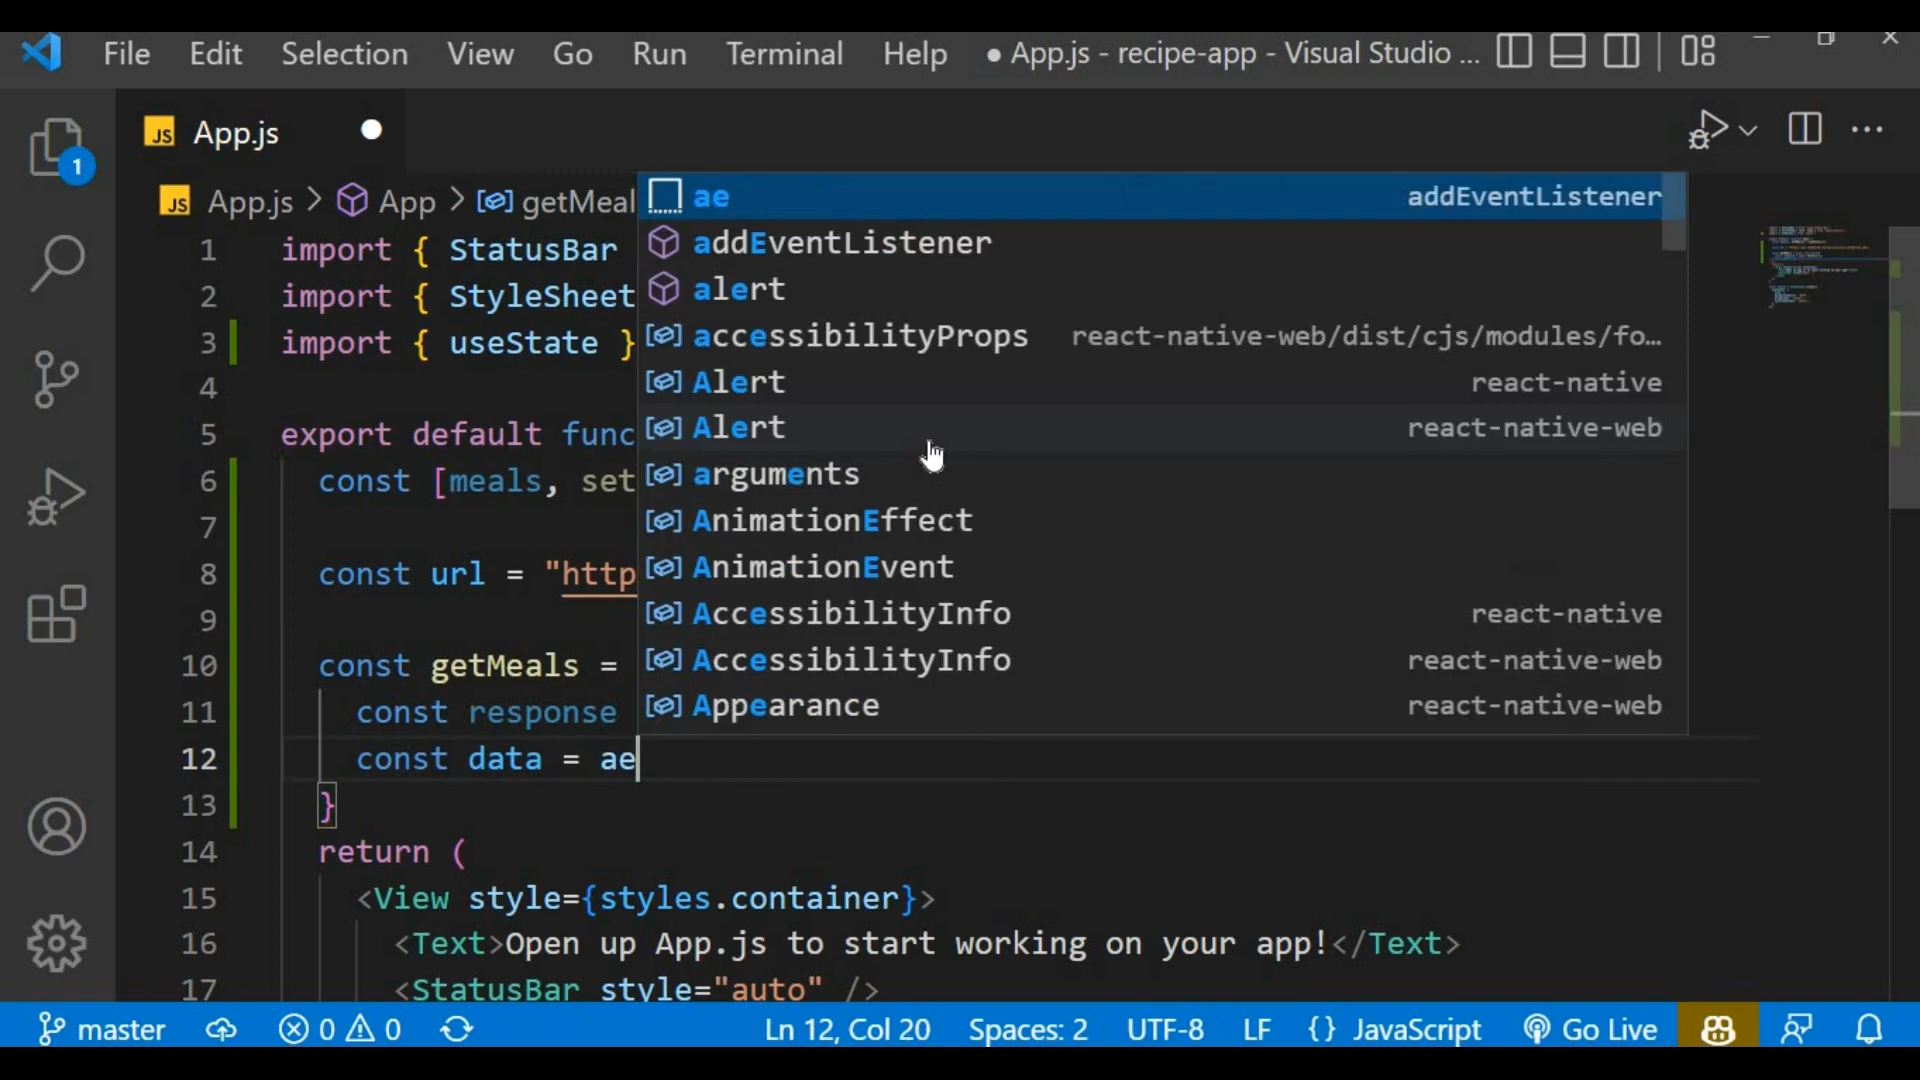 File Edit Selection View Go Run Terminal Help ● App.js - recipe-app - Visual Studio ...
JS App.js
1
JS App.js > App > getMeal
ae addEventListener
addEventListener
alert
accessibilityProps react-native-web/dist/cjs/modules/fo…
Alert react-native
Alert react-native-web
arguments
AnimationEffect
AnimationEvent
AccessibilityInfo react-native
AccessibilityInfo react-native-web
Appearance react-native-web
1 import { StatusBar
2 import { StyleSheet
3 import { useState }
4
5 export default func
6 const [meals, set
7
8 const url = "http
9
10 const getMeals =
11 const response
12 const data = ae
13 }
14 return (
15 <View style={styles.container}>
16 <Text>Open up App.js to start working on your app!</Text>
17 <StatusBar style="auto" />
master 0 0 Ln 12, Col 20 Spaces: 2 UTF-8 LF {} JavaScript Go Live